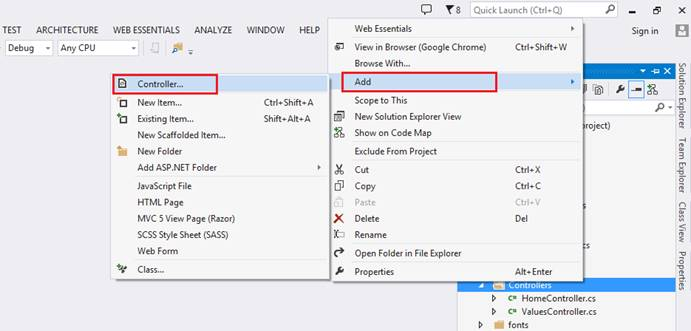 8
Quick Launch (Ctrl+Q)
TEST ARCHITECTURE WEB ESSENTIALS ANALYZE WINDOW
Sign in
Debug Any CPU
Web Essentials
View in Browser (Google Chrome) Ctrl+Shift+W
Browse With...
Add
Scope to This
New Solution Explorer View
Show on Code Map
Exclude From Project
Cut Ctrl+X
Copy Ctrl+C
Paste Ctrl+V
Delete Del
Rename
Open Folder in File Explorer
Properties Alt+Enter
Controller...
New Item... Ctrl+Shift+A
Existing Item... Shift+Alt+A
New Scaffolded Item...
New Folder
Add ASP.NET Folder
JavaScript File
HTML Page
MVC 5 View Page (Razor)
SCSS Style Sheet (SASS)
Web Form
Class...
project)
Controllers
C# HomeController.cs
C# ValuesController.cs
fonts
Solution Explorer
Team Explorer
Class View
Properties